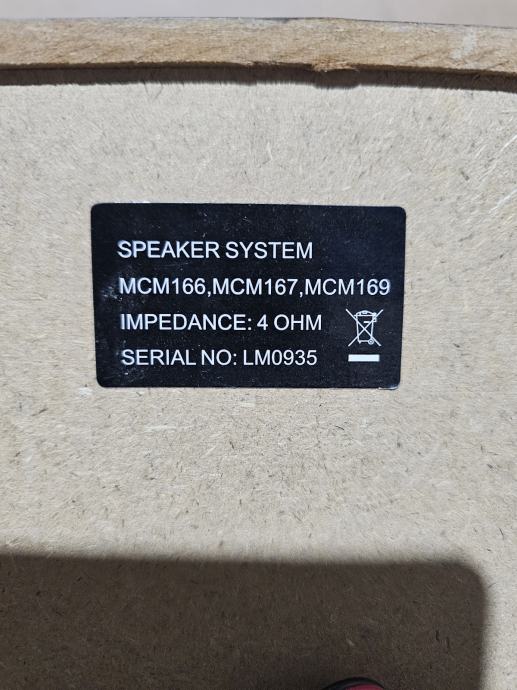 SPEAKER SYSTEM
MCM166,MCM167,MCM169
IMPEDANCE: 4 OHM
SERIAL NO: LM0935